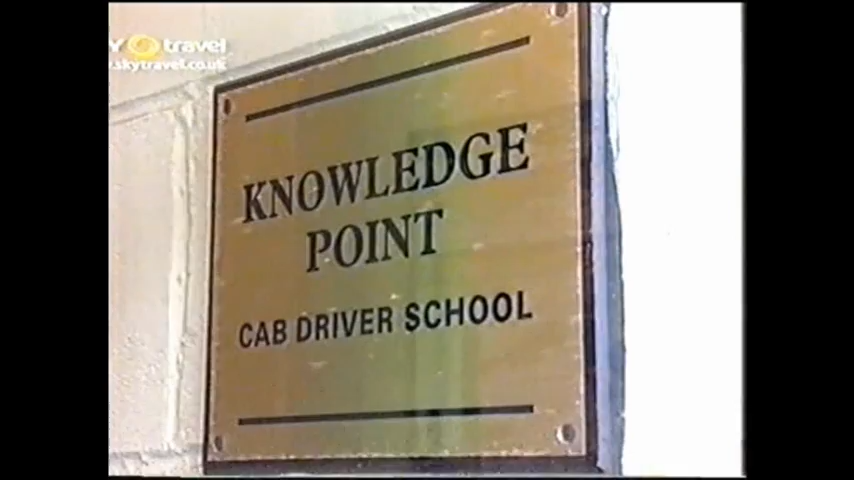 Y travel
.skytravel.co.uk
KNOWLEDGE
POINT
CAB DRIVER SCHOOL